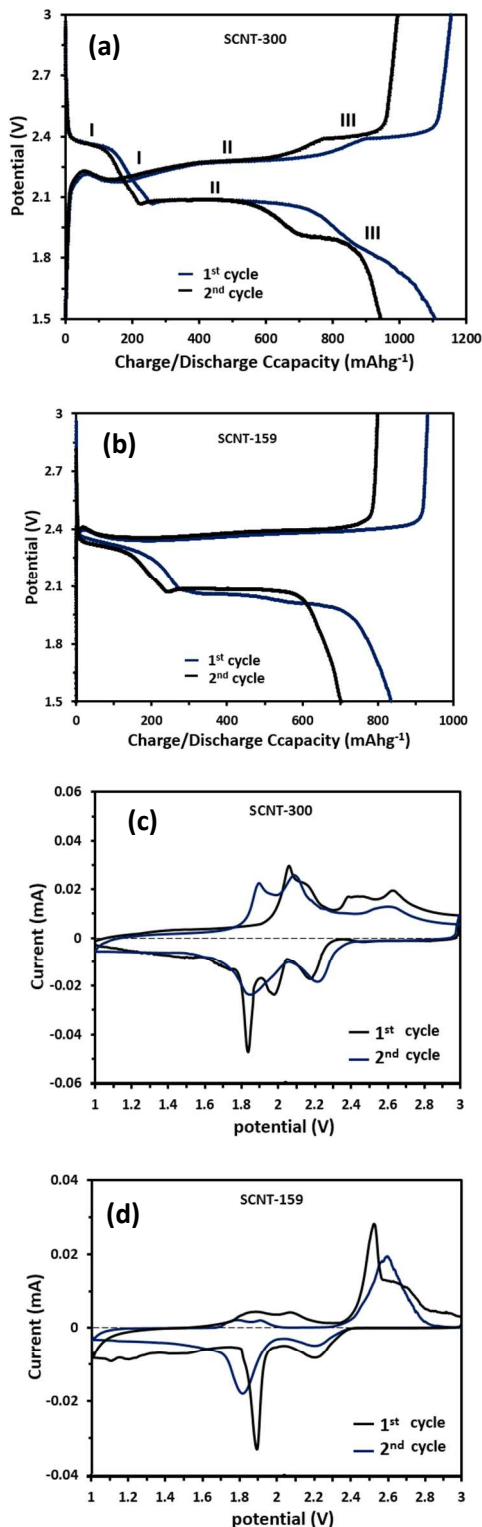 (a)
SCNT-300
3
2.7
2.4
2.1
1.8
1.5
Potential (V)
I
I
II
II
III
III
1st cycle
2nd cycle
0 200 400 600 800 1000 1200
Charge/Discharge Ccapacity (mAhg-1)
(b)
SCNT-159
3
2.7
2.4
2.1
1.8
1.5
Potential (V)
1st cycle
2nd cycle
0 200 400 600 800 1000
Charge/Discharge Ccapacity (mAhg-1)
(c)
SCNT-300
0.06
0.04
0.02
0
-0.02
-0.04
-0.06
Current (mA)
1st cycle
2nd cycle
1 1.2 1.4 1.6 1.8 2 2.2 2.4 2.6 2.8 3
potential (V)
(d)
SCNT-159
0.04
0.02
0
-0.02
-0.04
Current (mA)
1st cycle
2nd cycle
1 1.2 1.4 1.6 1.8 2 2.2 2.4 2.6 2.8 3
potential (V)